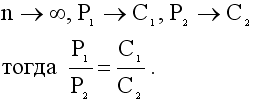 n → ∞, P₁ → C₁, P₂ → C₂
тогда P₁/P₂ = C₁/C₂ .